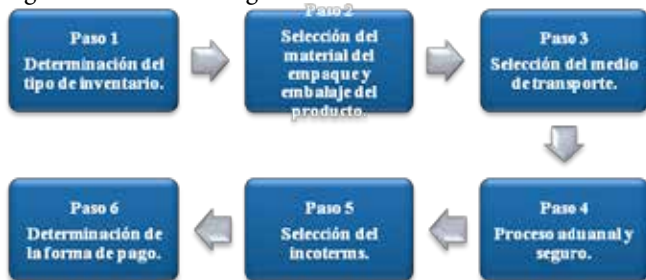 Paso 1
Determinación del
tipo de inventario.
Paso 2
Selección del
material del
empaque y
embalaje del
producto.
Paso 3
Selección del medio
de transporte.
Paso 4
Proceso aduanal y
seguro.
Paso 5
Selección del
incoterms.
Paso 6
Determinación de
la forma de pago.